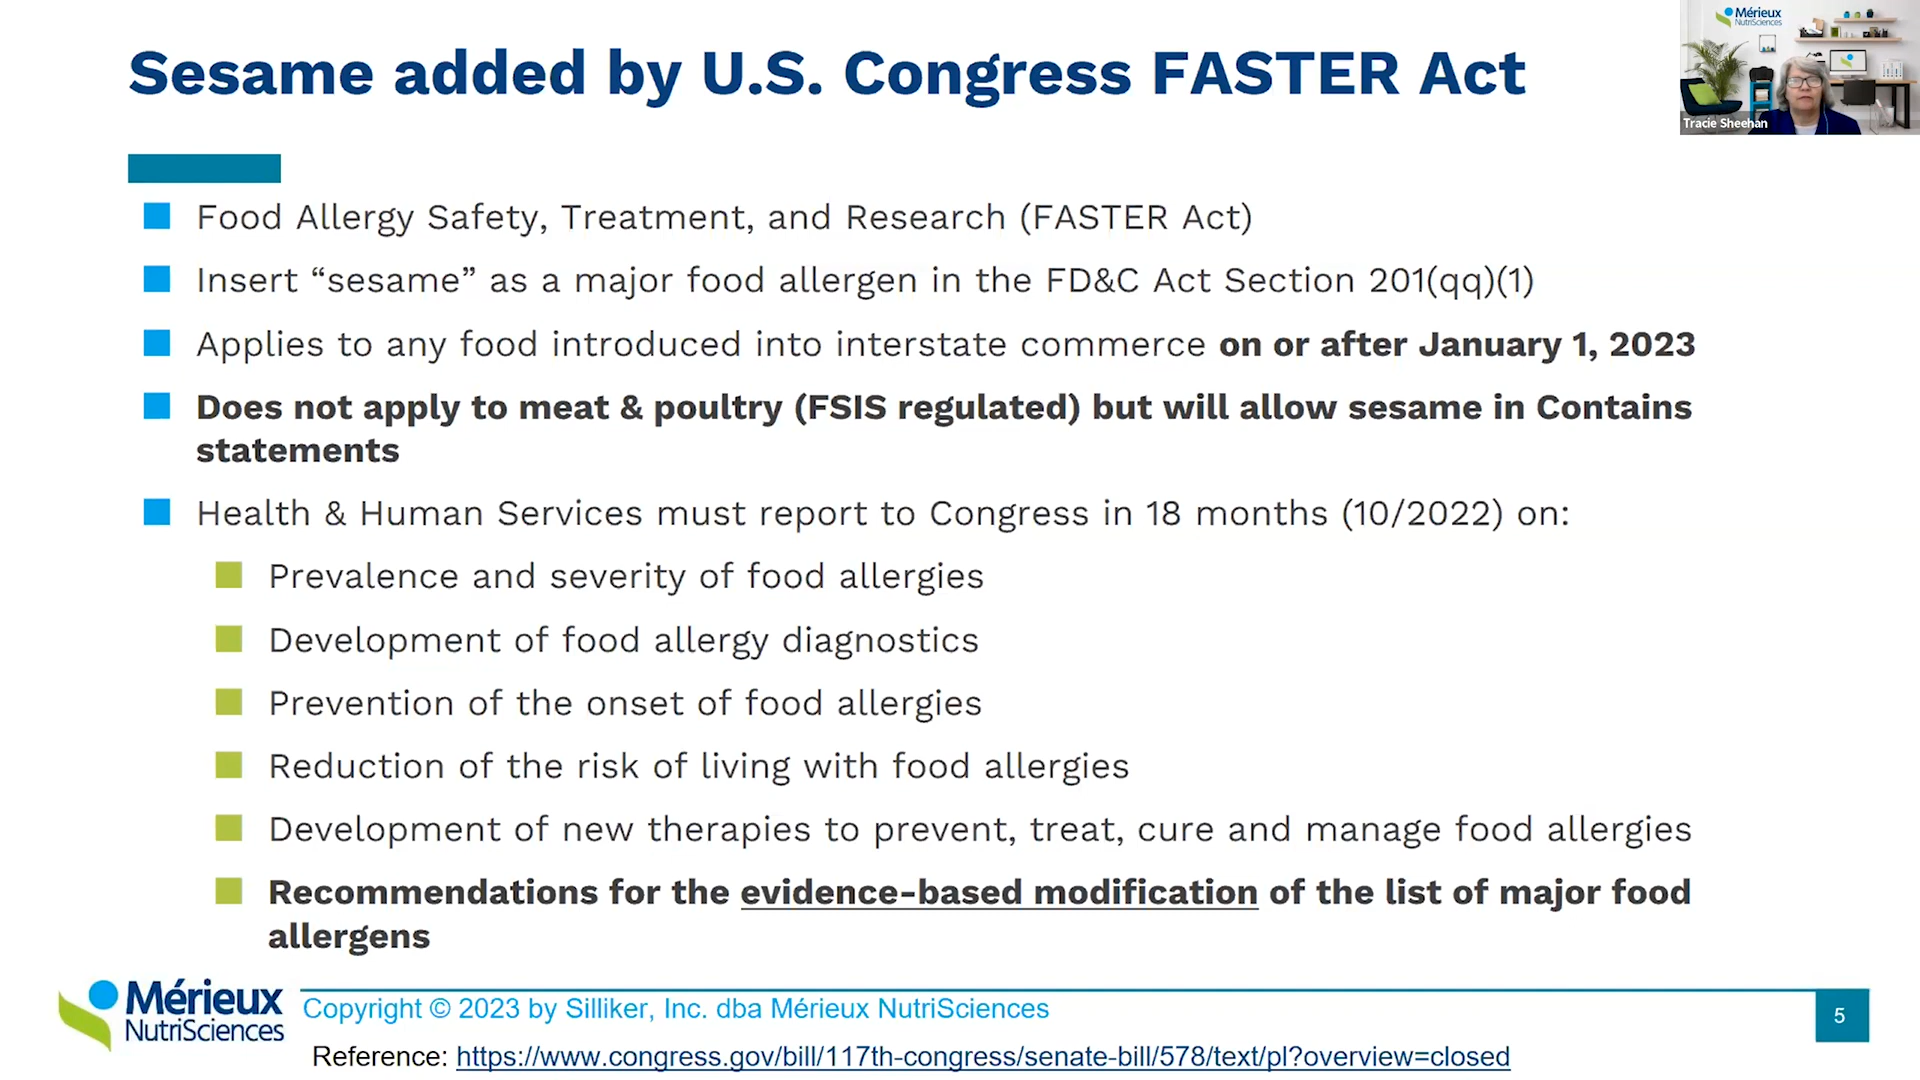 Sesame added by U.S. Congress FASTER Act
Mérieux
NutriSciences
Tracie Sheehan
Food Allergy Safety, Treatment, and Research (FASTER Act)
Insert “sesame” as a major food allergen in the FD&C Act Section 201(qq)(1)
Applies to any food introduced into interstate commerce on or after January 1, 2023
Does not apply to meat & poultry (FSIS regulated) but will allow sesame in Contains
statements
Health & Human Services must report to Congress in 18 months (10/2022) on:
Prevalence and severity of food allergies
Development of food allergy diagnostics
Prevention of the onset of food allergies
Reduction of the risk of living with food allergies
Development of new therapies to prevent, treat, cure and manage food allergies
Recommendations for the evidence-based modification of the list of major food
allergens
Mérieux
NutriSciences
Copyright © 2023 by Silliker, Inc. dba Mérieux NutriSciences
5
Reference: https://www.congress.gov/bill/117th-congress/senate-bill/578/text/pl?overview=closed